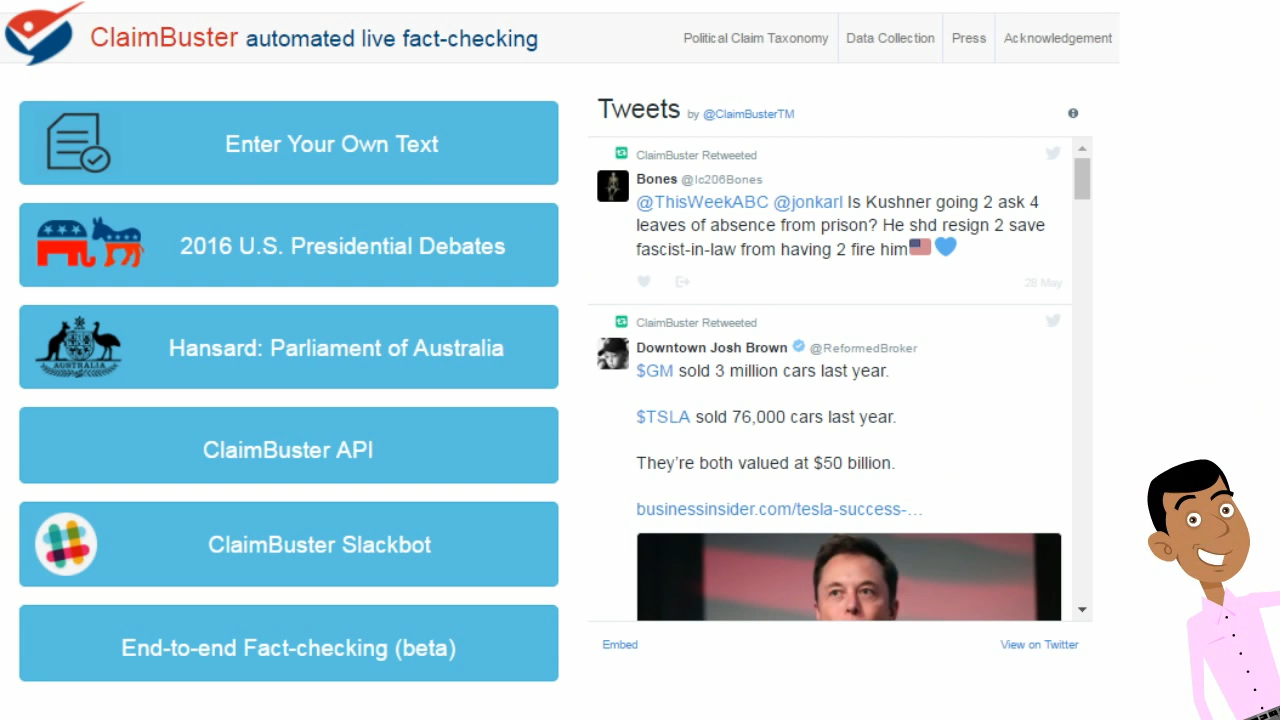 ClaimBuster automated live fact-checking
Political Claim Taxonomy
Data Collection
Press
Acknowledgement
Enter Your Own Text
2016 U.S. Presidential Debates
Hansard: Parliament of Australia
AUSTRALIA
ClaimBuster API
ClaimBuster Slackbot
End-to-end Fact-checking (beta)
Tweets by @ClaimBusterTM
ClaimBuster Retweeted
Bones @lc206Bones
@ThisWeekABC @jonkarl Is Kushner going 2 ask 4
leaves of absence from prison? He shd resign 2 save
fascist-in-law from having 2 fire him
28 May
ClaimBuster Retweeted
Downtown Josh Brown @ReformedBroker
$GM sold 3 million cars last year.
$TSLA sold 76,000 cars last year.
They're both valued at $50 billion.
businessinsider.com/tesla-success-…
Embed
View on Twitter